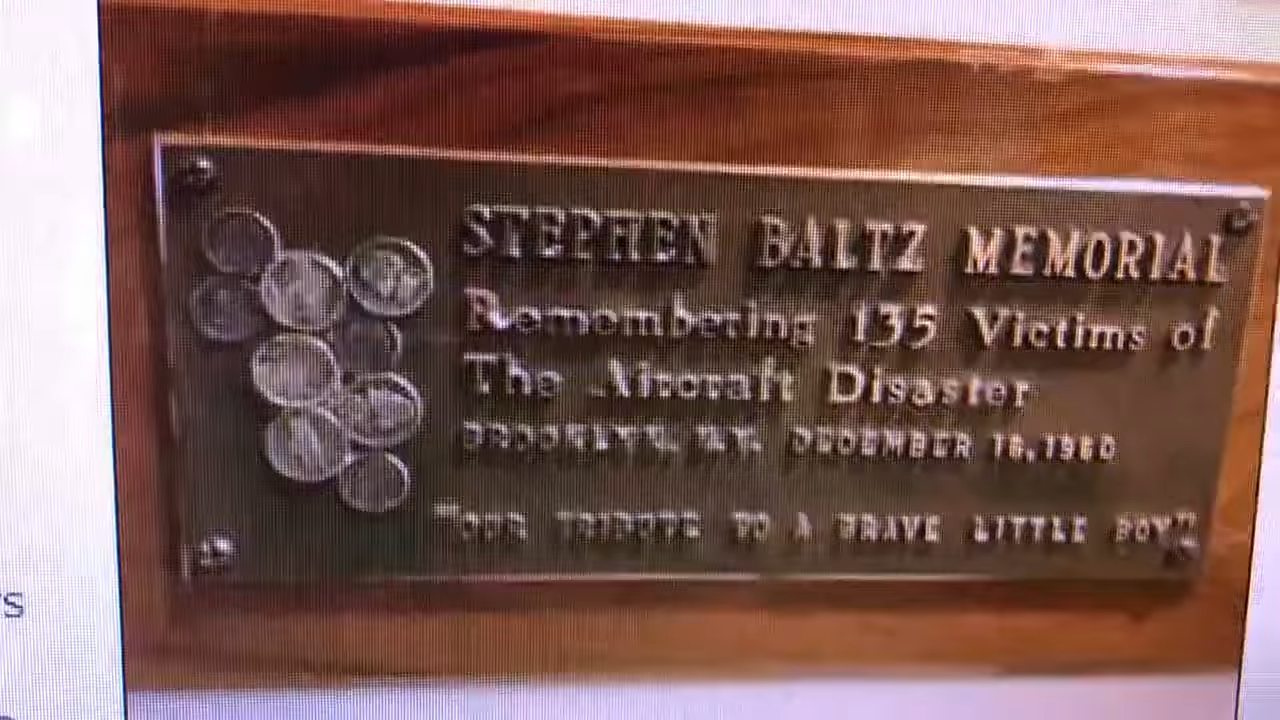 STEPHEN BALTZ MEMORIAL
Remembering 135 Victims of
The Aircraft Disaster
BROOKLYN, N.Y. DECEMBER 16, 1960
"OUR TRIBUTE TO A BRAVE LITTLE BOY"